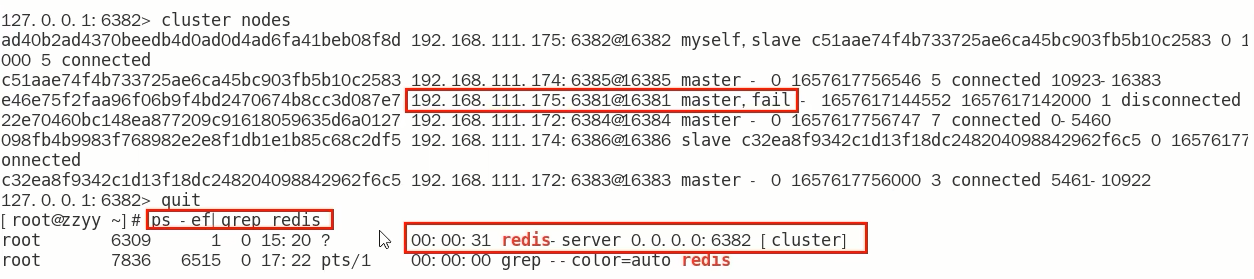 127.0.0.1:6382> cluster nodes
ad40b2ad4370beedb4d0ad0d4ad6fa41beb08f8d 192.168.111.175:6382@16382 myself,slave c51aae74f4b733725ae6ca45bc903fb5b10c2583 0 1
000 5 connected
c51aae74f4b733725ae6ca45bc903fb5b10c2583 192.168.111.174:6385@16385 master - 0 1657617756546 5 connected 10923-16383
e46e75f2faa96f06b9f4bd2470674b8cc3d087e7 192.168.111.175:6381@16381 master,fail - 1657617144552 1657617142000 1 disconnected
22e70460bc148ea877209c91618059635d6a0127 192.168.111.172:6384@16384 master - 0 1657617756747 7 connected 0-5460
098fb4b9983f768982e2e8f1db1e1b85c68df2c5 192.168.111.174:6386@16386 slave c32ea8f9342c1d13f18dc248204098842962f6c5 0 16576177
onnected
c32ea8f9342c1d13f18dc248204098842962f6c5 192.168.111.172:6383@16383 master - 0 1657617756000 3 connected 5461-10922
127.0.0.1:6382> quit
[root@zzyy ~]# ps -ef|grep redis
root 6309 1 0 15:20 ? 00:00:31 redis-server 0.0.0.0:6382 [cluster]
root 7836 6515 0 17:22 pts/1 00:00:00 grep --color=auto redis